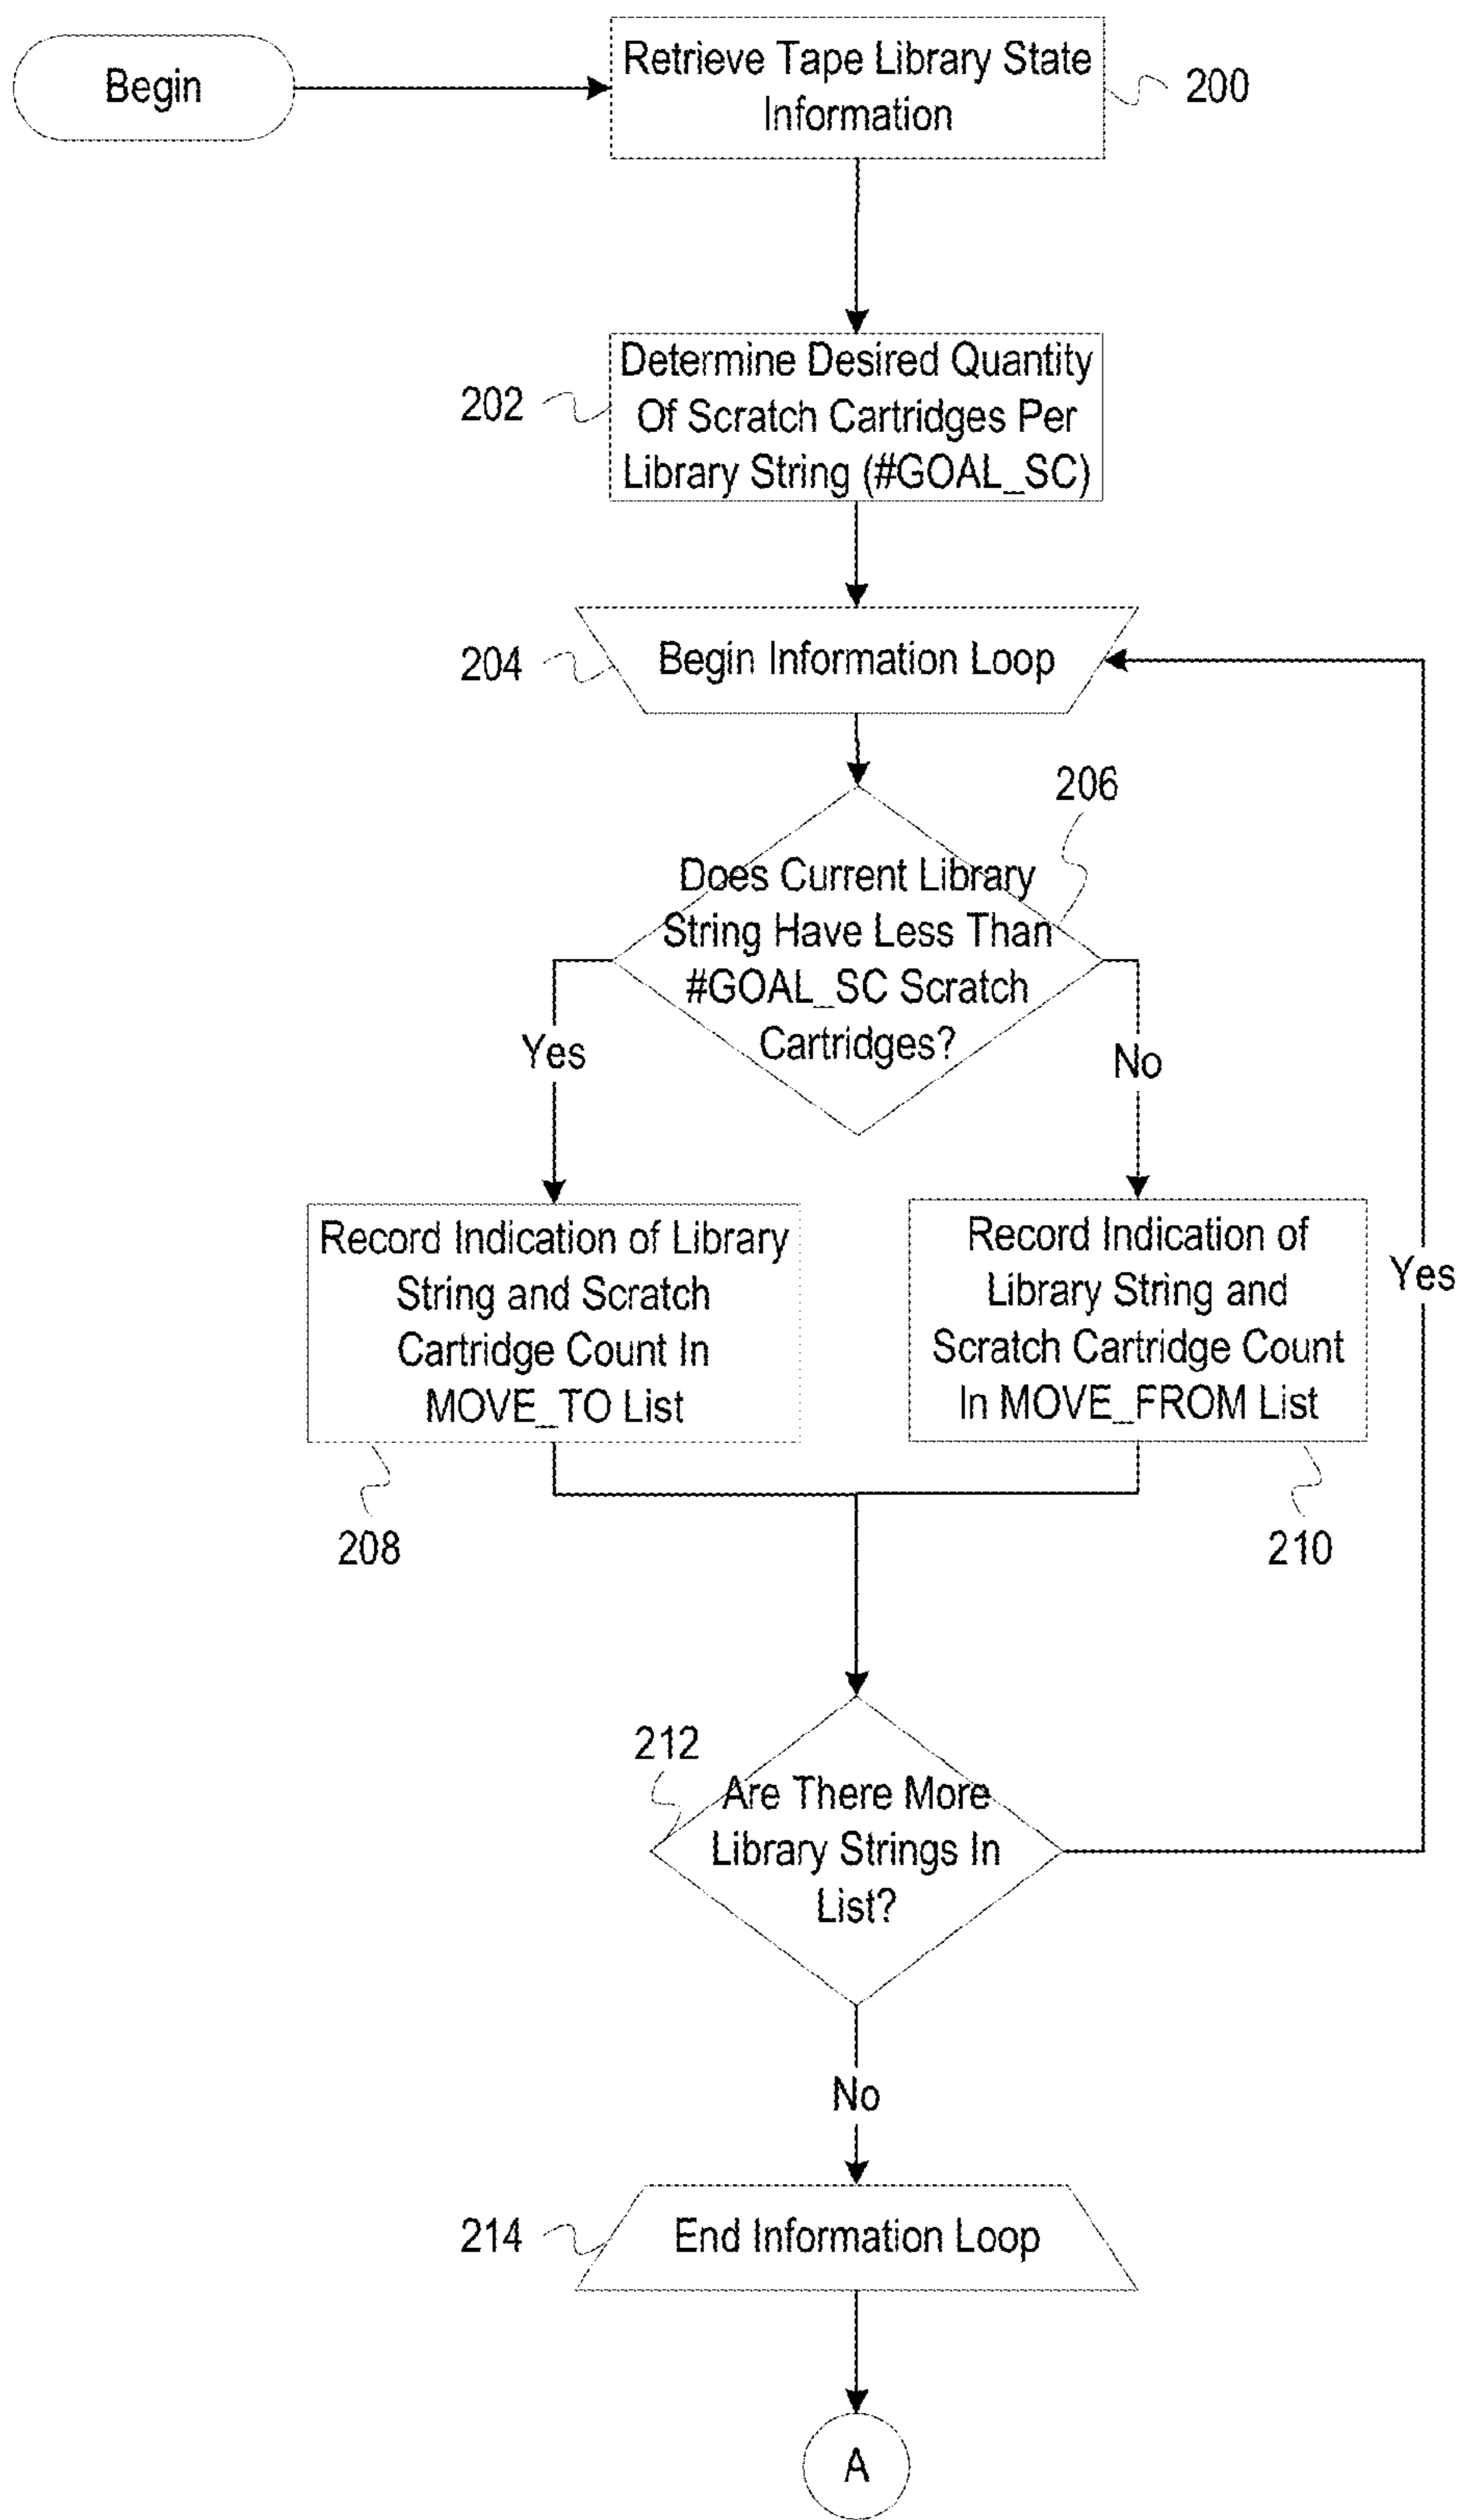 Begin
Retrieve Tape Library State
Information
200
Determine Desired Quantity
Of Scratch Cartridges Per
Library String (#GOAL_SC)
202
204
Begin Information Loop
206
Does Current Library
String Have Less Than
#GOAL_SC Scratch
Cartridges?
Yes
No
Record Indication of Library
String and Scratch
Cartridge Count In
MOVE_TO List
Record Indication of
Library String and
Scratch Cartridge Count
In MOVE_FROM List
Yes
208
210
212
Are There More
Library Strings In
List?
No
214
End Information Loop
A